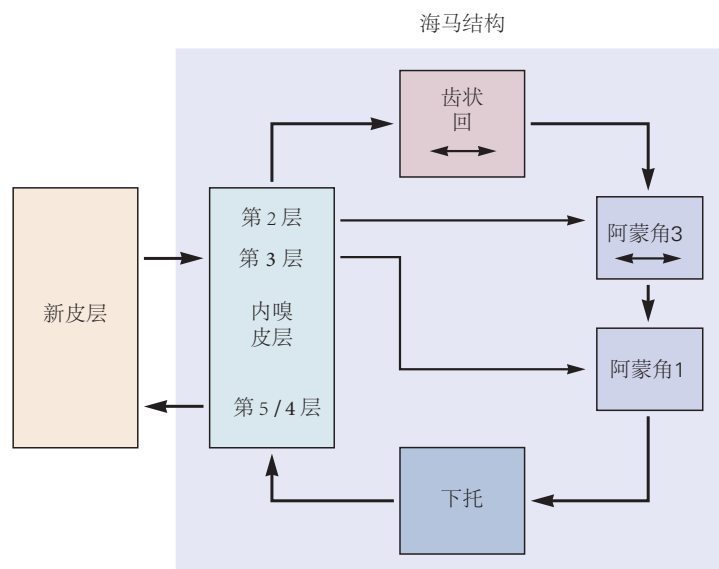 海马结构
齿状
回
第 2 层
第 3 层
内嗅
皮层
第 5 / 4 层
新皮层
阿蒙角3
阿蒙角1
下托